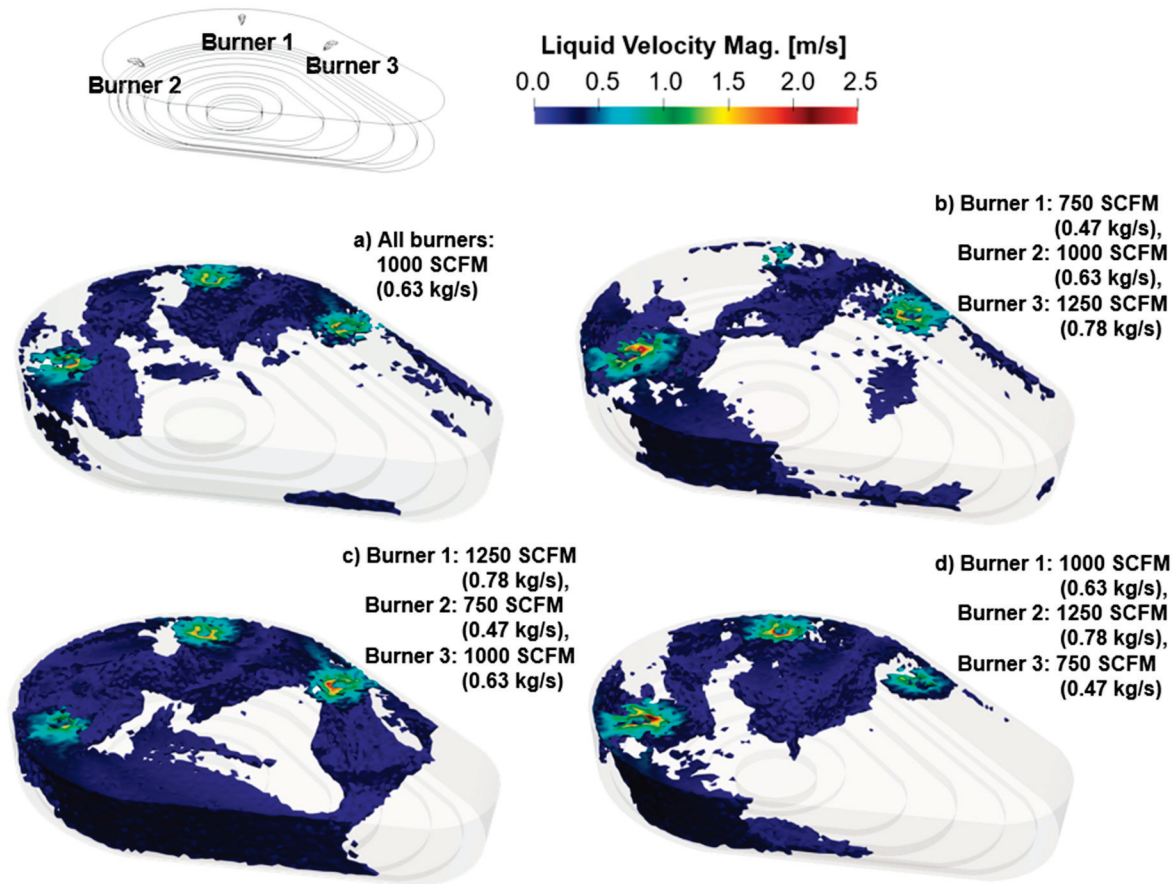 Burner 1
Burner 2
Burner 3
Liquid Velocity Mag. [m/s]
0.0 0.5 1.0 1.5 2.0 2.5
a) All burners:
1000 SCFM
(0.63 kg/s)
b) Burner 1: 750 SCFM
(0.47 kg/s),
Burner 2: 1000 SCFM
(0.63 kg/s),
Burner 3: 1250 SCFM
(0.78 kg/s)
c) Burner 1: 1250 SCFM
(0.78 kg/s),
Burner 2: 750 SCFM
(0.47 kg/s),
Burner 3: 1000 SCFM
(0.63 kg/s)
d) Burner 1: 1000 SCFM
(0.63 kg/s),
Burner 2: 1250 SCFM
(0.78 kg/s),
Burner 3: 750 SCFM
(0.47 kg/s)